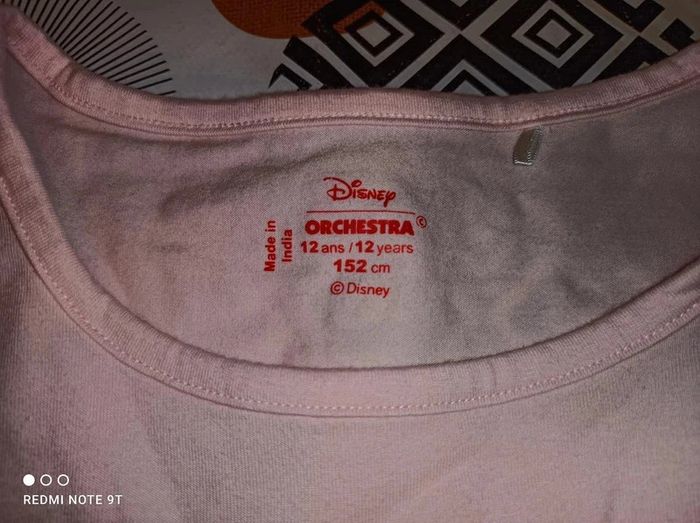 Disney
ORCHESTRA©
Made in
India
12 ans / 12 years
152 cm
© Disney
REDMI NOTE 9T